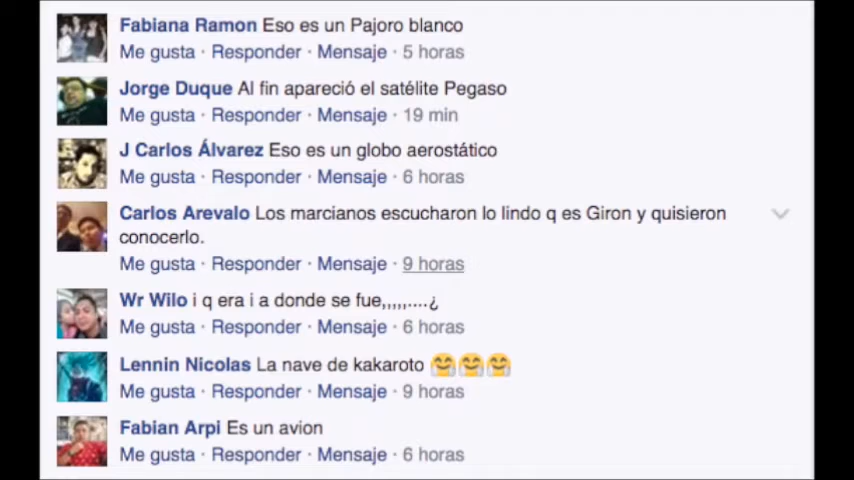 Fabiana Ramon Eso es un Pajoro blanco
Me gusta · Responder · Mensaje · 5 horas
Jorge Duque Al fin apareció el satélite Pegaso
Me gusta · Responder · Mensaje · 19 min
J Carlos Álvarez Eso es un globo aerostático
Me gusta · Responder · Mensaje · 6 horas
Carlos Arevalo Los marcianos escucharon lo lindo q es Giron y quisieron
conocerlo.
Me gusta · Responder · Mensaje · 9 horas
Wr Wilo i q era i a donde se fue,,,,,....¿
Me gusta · Responder · Mensaje · 6 horas
Lennin Nicolas La nave de kakaroto 🤗🤗🤗
Me gusta · Responder · Mensaje · 9 horas
Fabian Arpi Es un avion
Me gusta · Responder · Mensaje · 6 horas